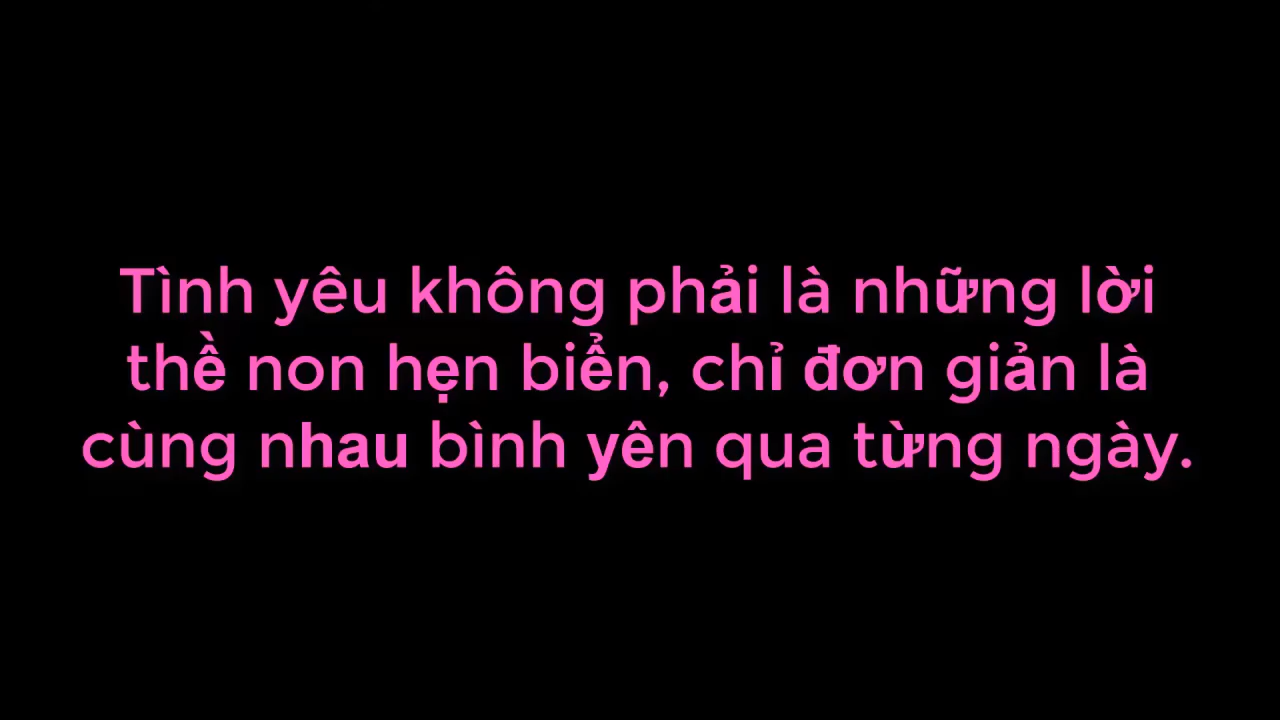 Tình yêu không phải là những lời
thề non hẹn biển, chỉ đơn giản là
cùng nhau bình yên qua từng ngày.